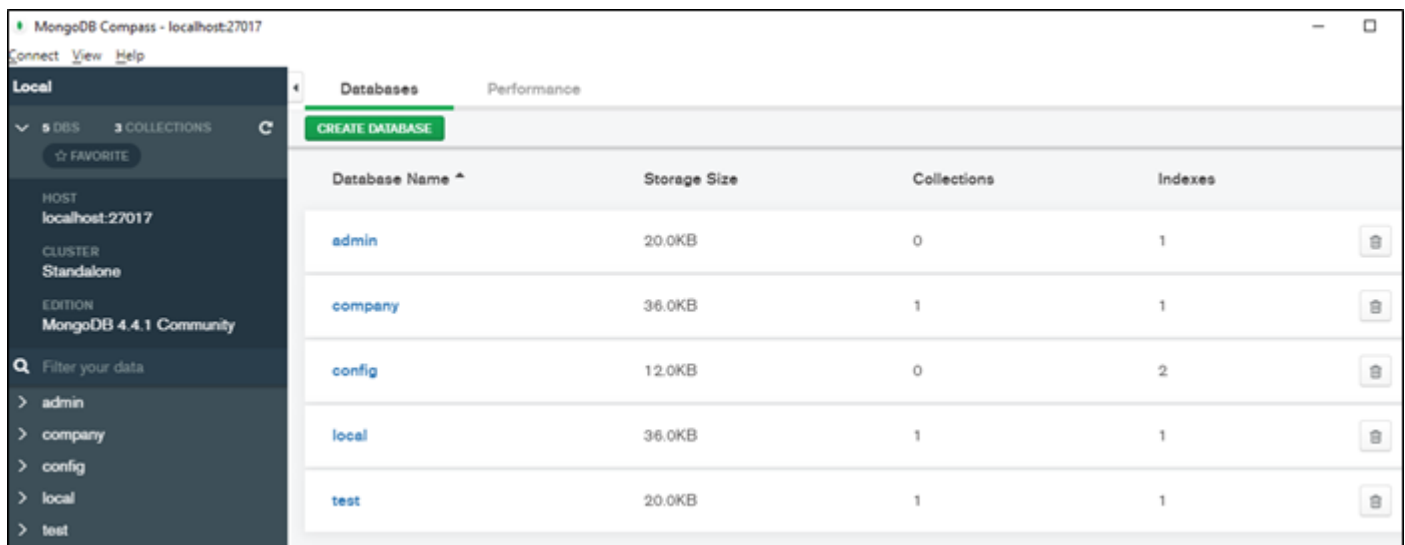 MongoDB Compass - localhost:27017
Connect View Help
Local
5 DBS 3 COLLECTIONS
FAVORITE
HOST
localhost:27017
CLUSTER
Standalone
EDITION
MongoDB 4.4.1 Community
Filter your data
admin
company
config
local
test
Databases Performance
CREATE DATABASE
Database Name Storage Size Collections Indexes
admin 20.0KB 0 1
company 36.0KB 1 1
config 12.0KB 0 2
local 36.0KB 1 1
test 20.0KB 1 1